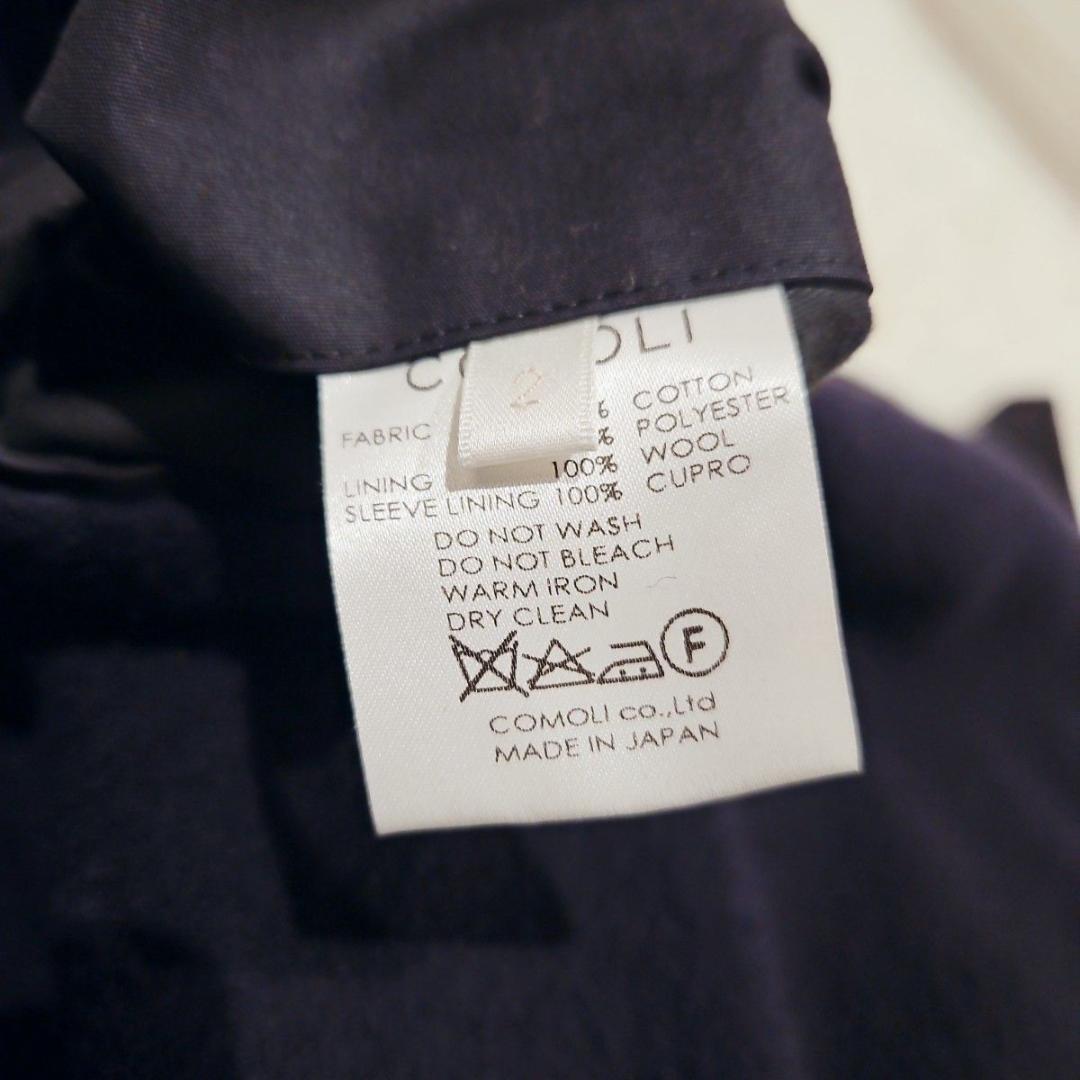 COMOLI
2
FABRIC % COTTON
% POLYESTER
LINING 100% WOOL
SLEEVE LINING 100% CUPRO
DO NOT WASH
DO NOT BLEACH
WARM IRON
DRY CLEAN
F
COMOLI co.,Ltd
MADE IN JAPAN